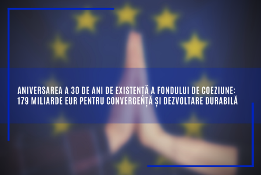 ANIVERSAREA A 30 DE ANI DE EXISTENȚĂ A FONDULUI DE COEZIUNE:
179 MILIARDE EUR PENTRU CONVERGENȚĂ ȘI DEZVOLTARE DURABILĂ